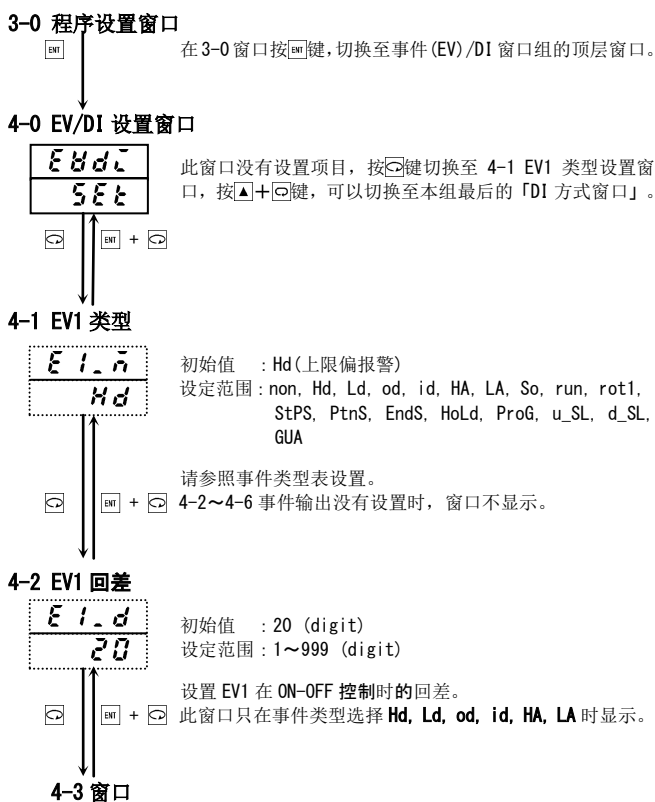 3-0 程序设置窗口
ENT
在3-0窗口按ENT键,切换至事件(EV)/DI窗口组的顶层窗口。
4-0 EV/DI 设置窗口
EVdi
SEt
此窗口没有设置项目，按键切换至 4-1 EV1 类型设置窗
口，按▲＋键，可以切换至本组最后的「DI 方式窗口」。
ENT +
4-1 EV1 类型
E1_m
Hd
初始值 ：Hd(上限偏报警)
设定范围：non, Hd, Ld, od, id, HA, LA, So, run, rot1,
StPS, PtnS, EndS, HoLd, ProG, u_SL, d_SL,
GUA
请参照事件类型表设置。
ENT +
4-2～4-6 事件输出没有设置时，窗口不显示。
4-2 EV1 回差
E1_d
20
初始值 ：20 (digit)
设定范围：1～999 (digit)
设置 EV1 在 ON-OFF 控制时的回差。
ENT +
此窗口只在事件类型选择 Hd, Ld, od, id, HA, LA 时显示。
4-3 窗口